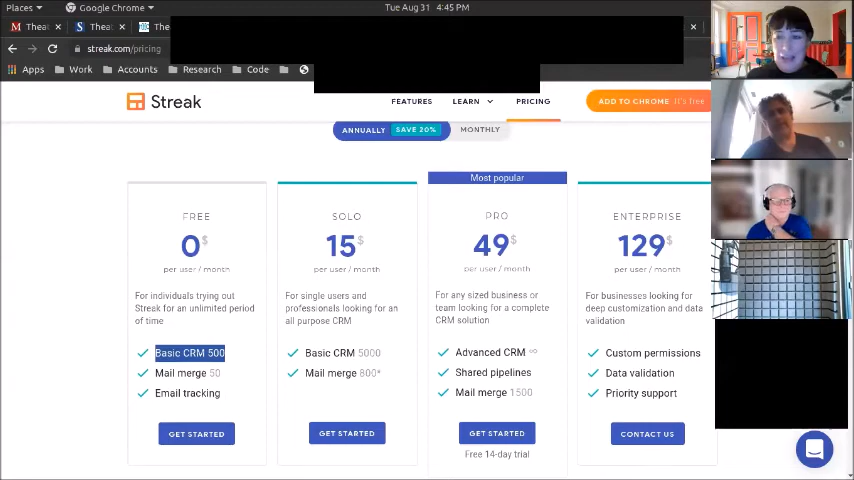 Places
Google Chrome
Tue Aug 31 4:45 PM
Theat
Theat
The
streak.com/pricing
Apps
Work
Accounts
Research
Code
Streak
FEATURES
LEARN
PRICING
ADD TO CHROME It's free
ANNUALLY SAVE 20% MONTHLY
Most popular
FREE
0$
per user / month
For individuals trying out
Streak for an unlimited period
of time
Basic CRM 500
Mail merge 50
Email tracking
GET STARTED
SOLO
15$
per user / month
For single users and
professionals looking for an
all purpose CRM
Basic CRM 5000
Mail merge 800*
GET STARTED
PRO
49$
per user / month
For any sized business or
team looking for a complete
CRM solution
Advanced CRM ∞
Shared pipelines
Mail merge 1500
GET STARTED
Free 14-day trial
ENTERPRISE
129$
per user / month
For businesses looking for
deep customization and data
validation
Custom permissions
Data validation
Priority support
CONTACT US